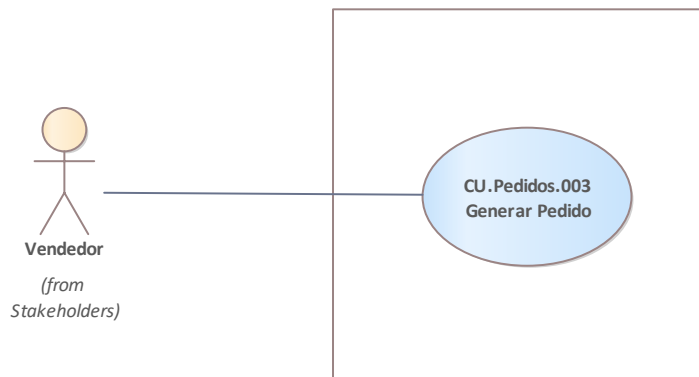 CU.Pedidos.003
Generar Pedido
Vendedor
(from
Stakeholders)